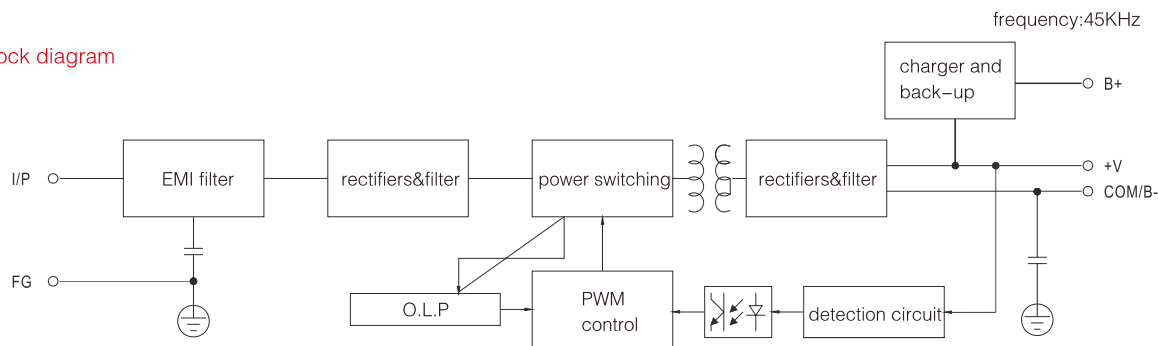 frequency:45KHz
ock diagram
charger and
back-up
B+
I/P
EMI filter
rectifiers&filter
power switching
rectifiers&filter
+V
COM/B-
FG
O.L.P
PWM
control
detection circuit